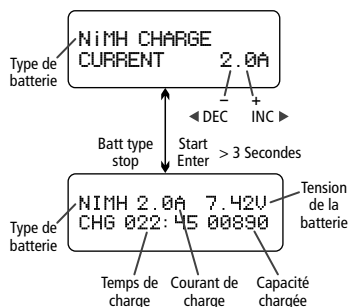 NiMH CHARGE
CURRENT 2.0A
Type de
batterie
– +
◄ DEC INC ►
Batt type
stop
Start
Enter
> 3 Secondes
NIMH 2.0A 7.42V
CHG 022:45 00890
Type de
batterie
Tension
de la
batterie
Temps de
charge
Courant de
charge
Capacité
chargée